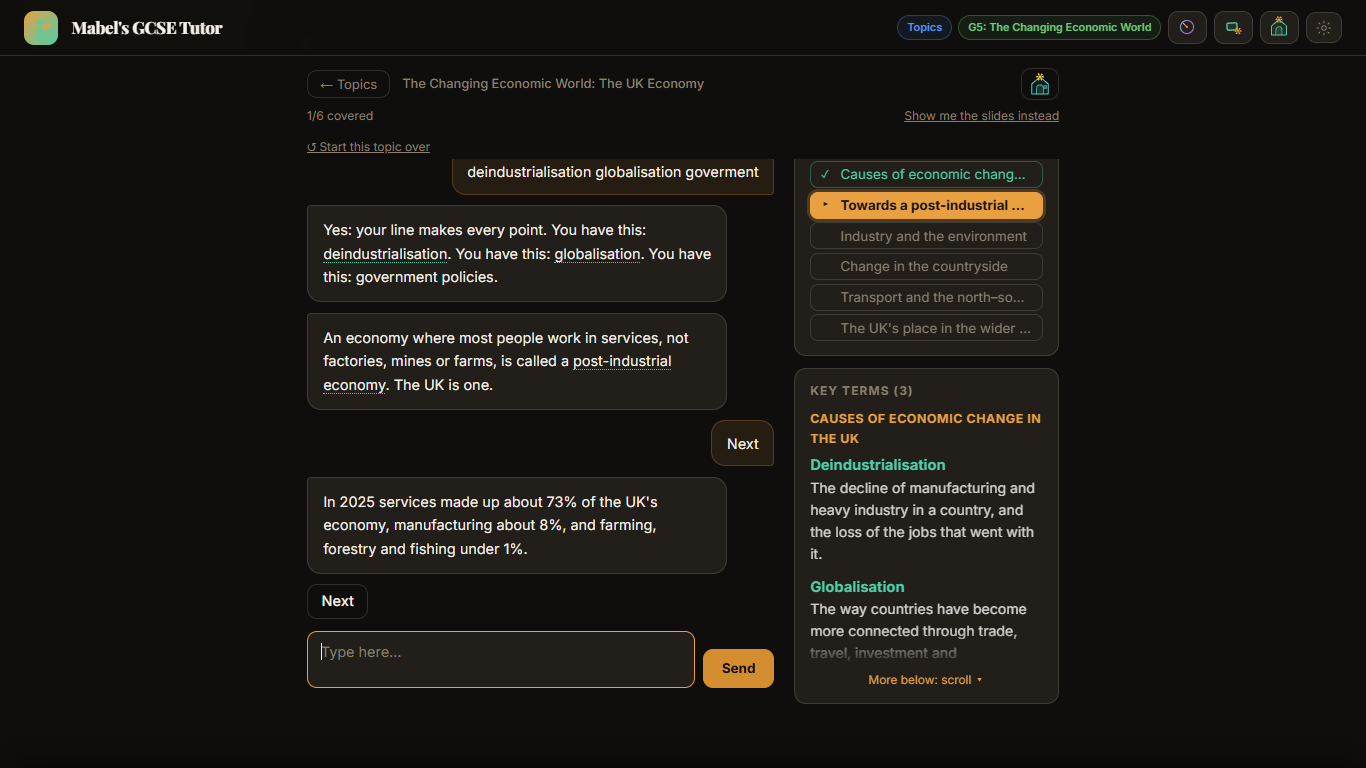 Mabel's GCSE Tutor
Topics
G5: The Changing Economic World
← Topics
The Changing Economic World: The UK Economy
1/6 covered
Show me the slides instead
↺ Start this topic over
deindustrialisation globalisation goverment
Yes: your line makes every point. You have this:
deindustrialisation. You have this: globalisation. You have
this: government policies.
An economy where most people work in services, not
factories, mines or farms, is called a post-industrial
economy. The UK is one.
Next
In 2025 services made up about 73% of the UK's
economy, manufacturing about 8%, and farming,
forestry and fishing under 1%.
Next
Type here...
Send
✓ Causes of economic chang...
‣ Towards a post-industrial ...
Industry and the environment
Change in the countryside
Transport and the north–so...
The UK's place in the wider ...
KEY TERMS (3)
CAUSES OF ECONOMIC CHANGE IN
THE UK
Deindustrialisation
The decline of manufacturing and
heavy industry in a country, and
the loss of the jobs that went with
it.
Globalisation
The way countries have become
more connected through trade,
travel, investment and
More below: scroll ▾